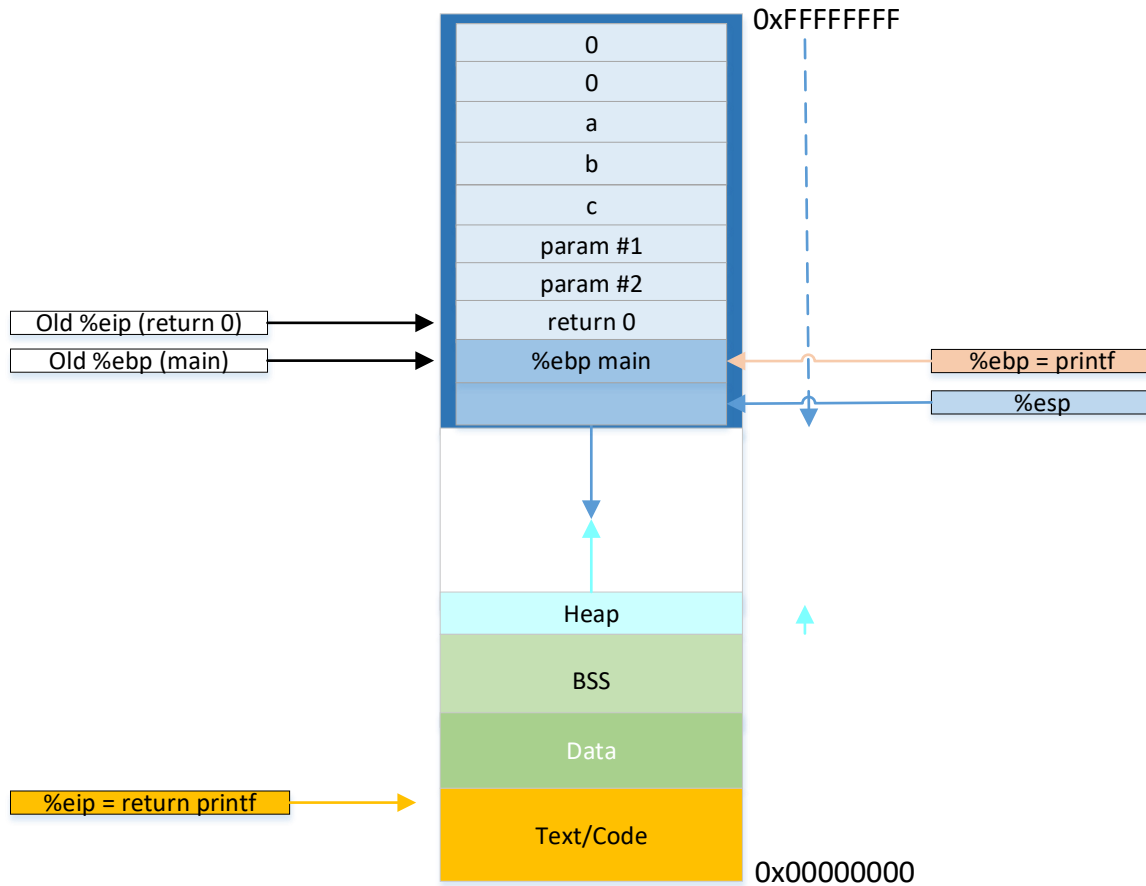 0xFFFFFFFF
0
0
a
b
c
param #1
param #2
Old %eip (return 0)
return 0
Old %ebp (main)
%ebp main
%ebp = printf
%esp
Heap
BSS
Data
%eip = return printf
Text/Code
0x00000000